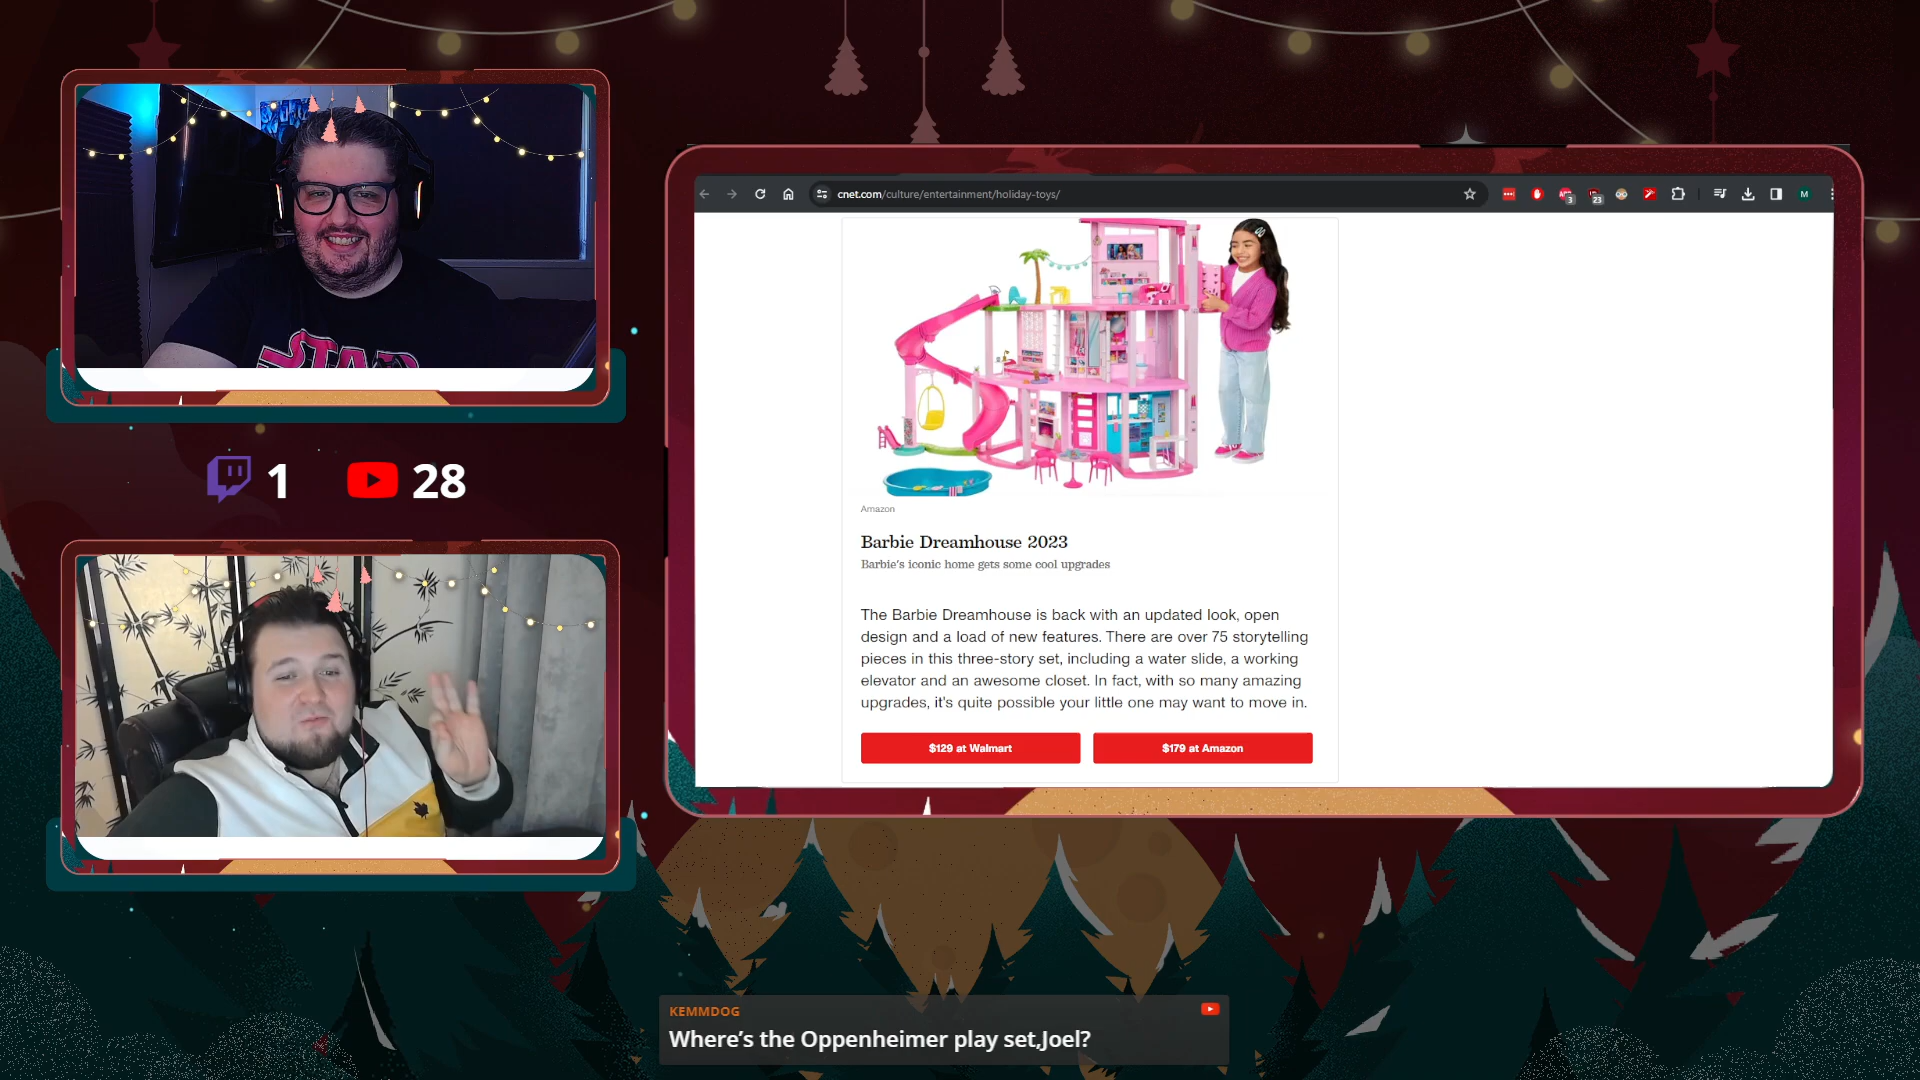 STAR
1
28
cnet.com/culture/entertainment/holiday-toys/
3
23
M
Amazon
Barbie Dreamhouse 2023
Barbie's iconic home gets some cool upgrades
The Barbie Dreamhouse is back with an updated look, open
design and a load of new features. There are over 75 storytelling
pieces in this three-story set, including a water slide, a working
elevator and an awesome closet. In fact, with so many amazing
upgrades, it's quite possible your little one may want to move in.
$129 at Walmart
$179 at Amazon
KEMMDOG
Where's the Oppenheimer play set,Joel?